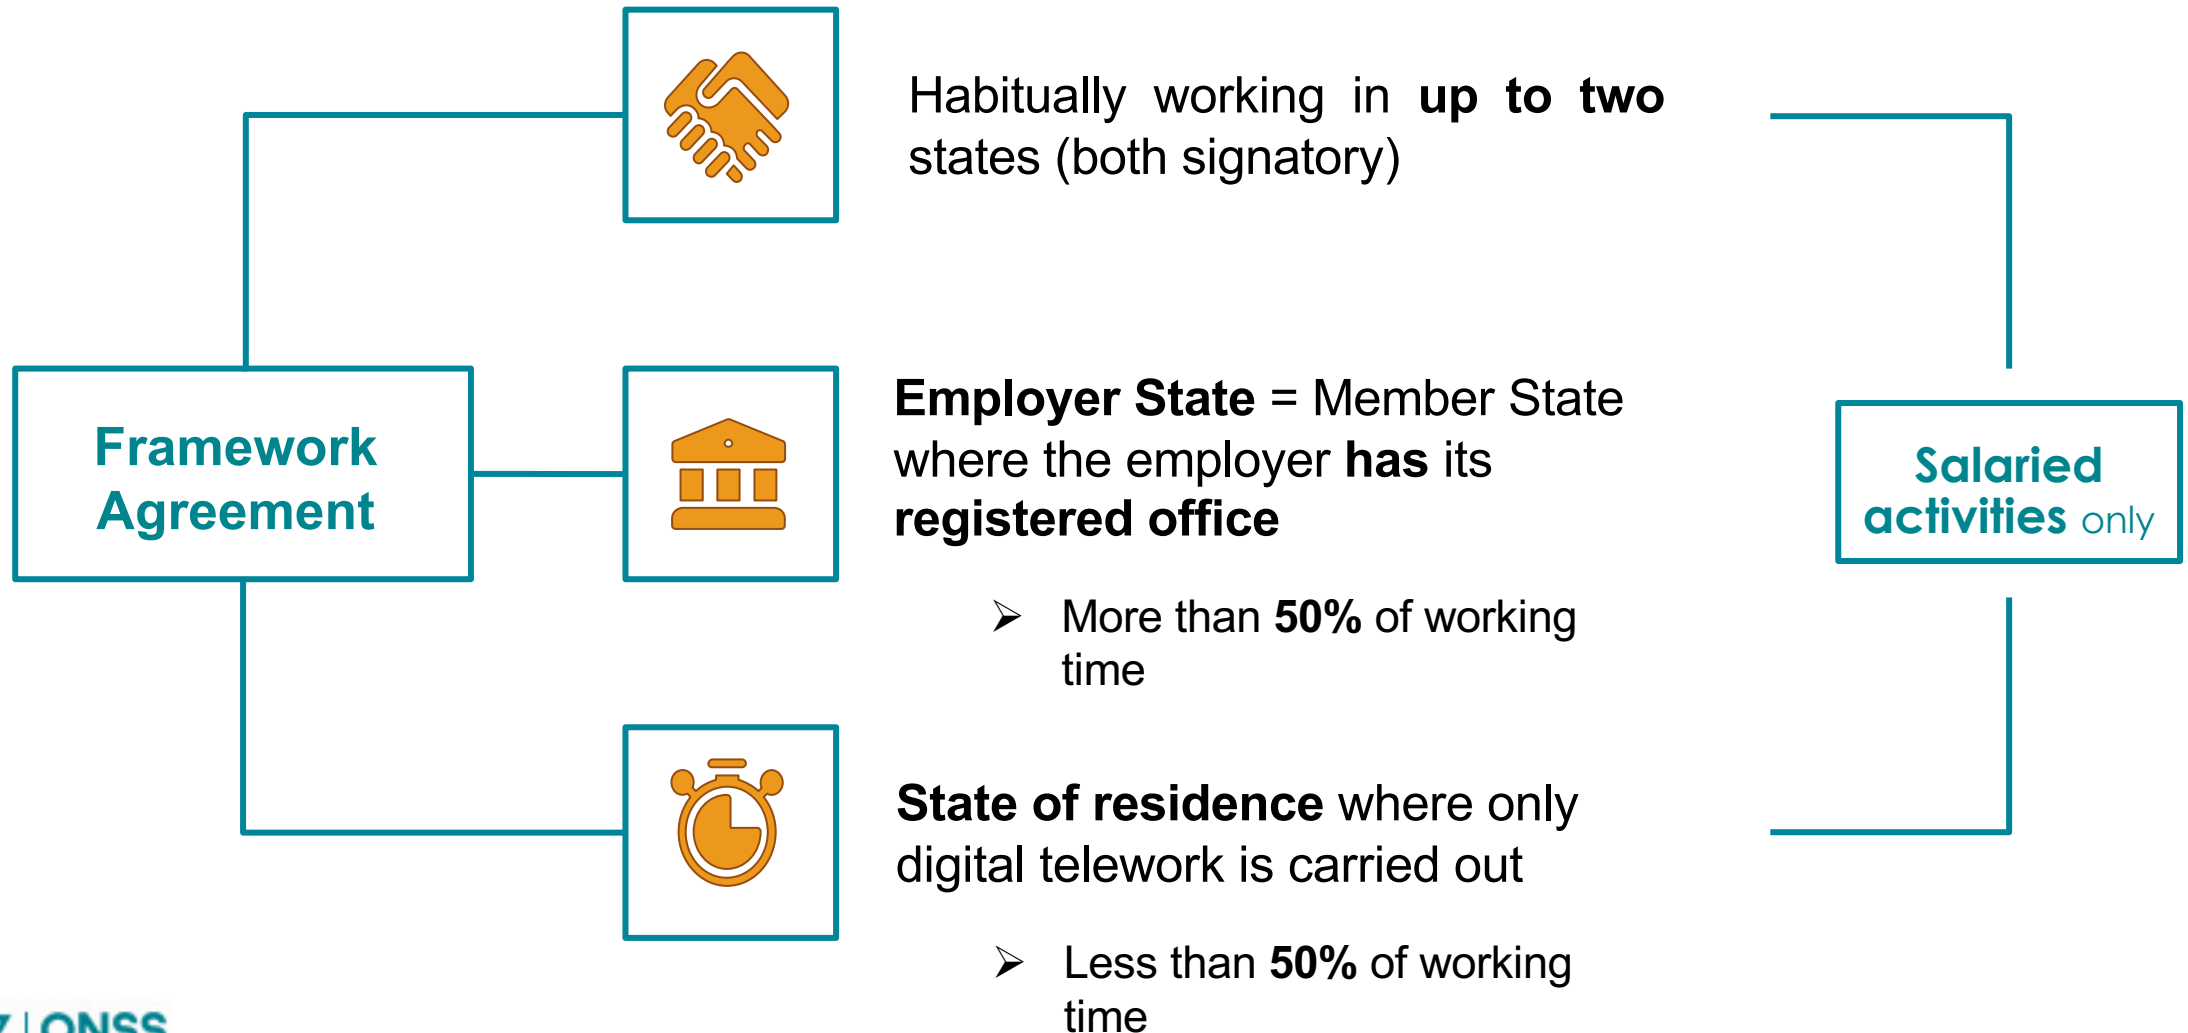 Habitually working in up to two
states (both signatory)
Framework
Agreement
Employer State = Member State
where the employer has its
registered office
➢ More than 50% of working
time
State of residence where only
digital telework is carried out
➢ Less than 50% of working
time
Salaried
activities only
| ONSS